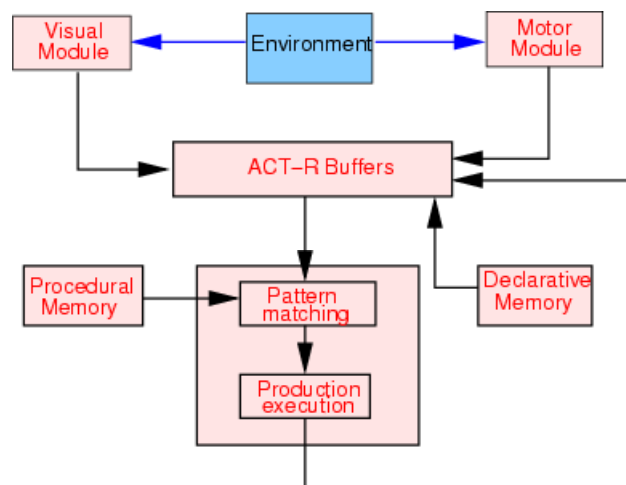 Visual
Module
Environment
Motor
Module
ACT−R Buffers
Procedural
Memory
Pattern
matching
Declarative
Memory
Production
execution